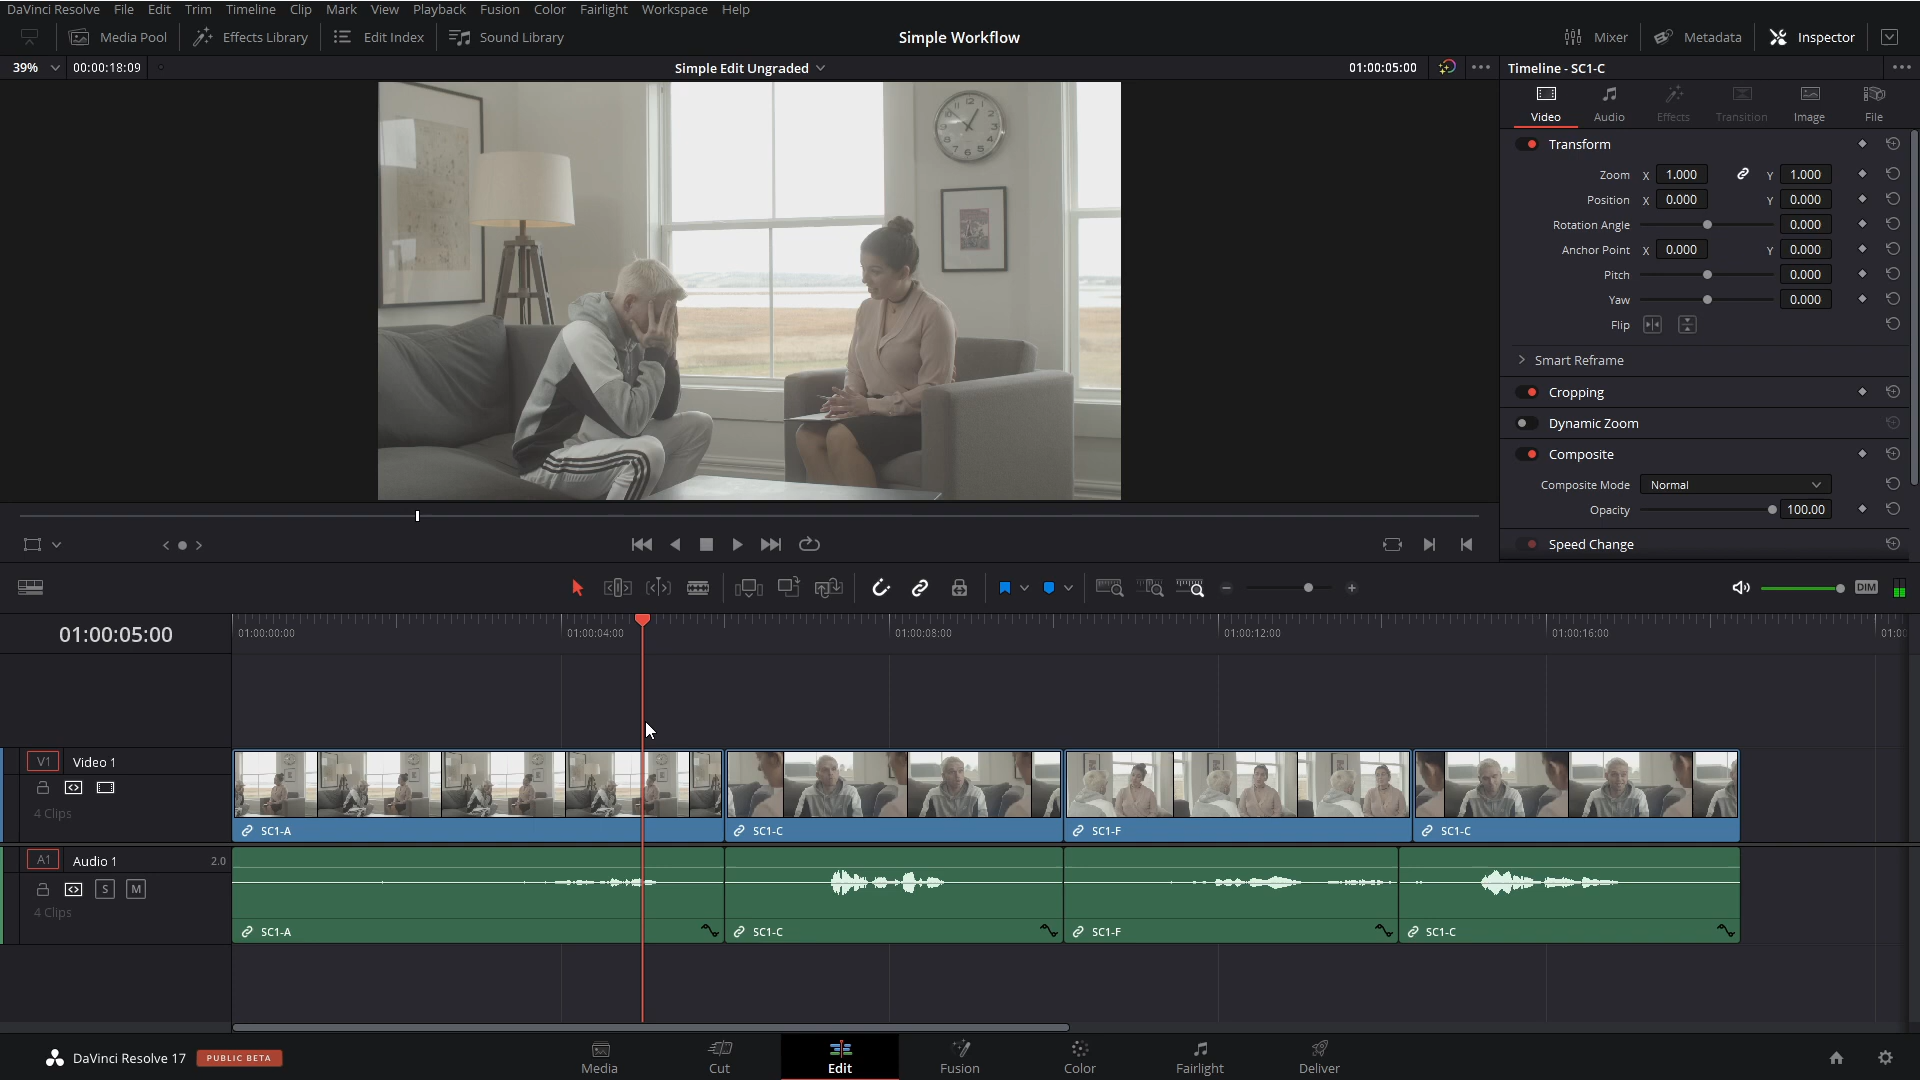 DaVinci Resolve File Edit Trim Timeline Clip Mark View Playback Fusion Color Fairlight Workspace Help
Media Pool Effects Library Edit Index Sound Library Simple Workflow Mixer Metadata Inspector
39% 00:00:18:09 Simple Edit Ungraded 01:00:05:00 Timeline - SC1-C
Video Audio Effects Transition Image File
Transform
Zoom X 1.000 Y 1.000
Position X 0.000 Y 0.000
Rotation Angle 0.000
Anchor Point X 0.000 Y 0.000
Pitch 0.000
Yaw 0.000
Flip
Smart Reframe
Cropping
Dynamic Zoom
Composite
Composite Mode Normal
Opacity 100.00
Speed Change
DIM
01:00:05:00 01:00:00:00 01:00:04:00 01:00:08:00 01:00:12:00 01:00:16:00 01:00
V1 Video 1
4 Clips
SC1-A SC1-C SC1-F SC1-C
A1 Audio 1 2.0
S M
4 Clips
SC1-A SC1-C SC1-F SC1-C
DaVinci Resolve 17 PUBLIC BETA Media Cut Edit Fusion Color Fairlight Deliver